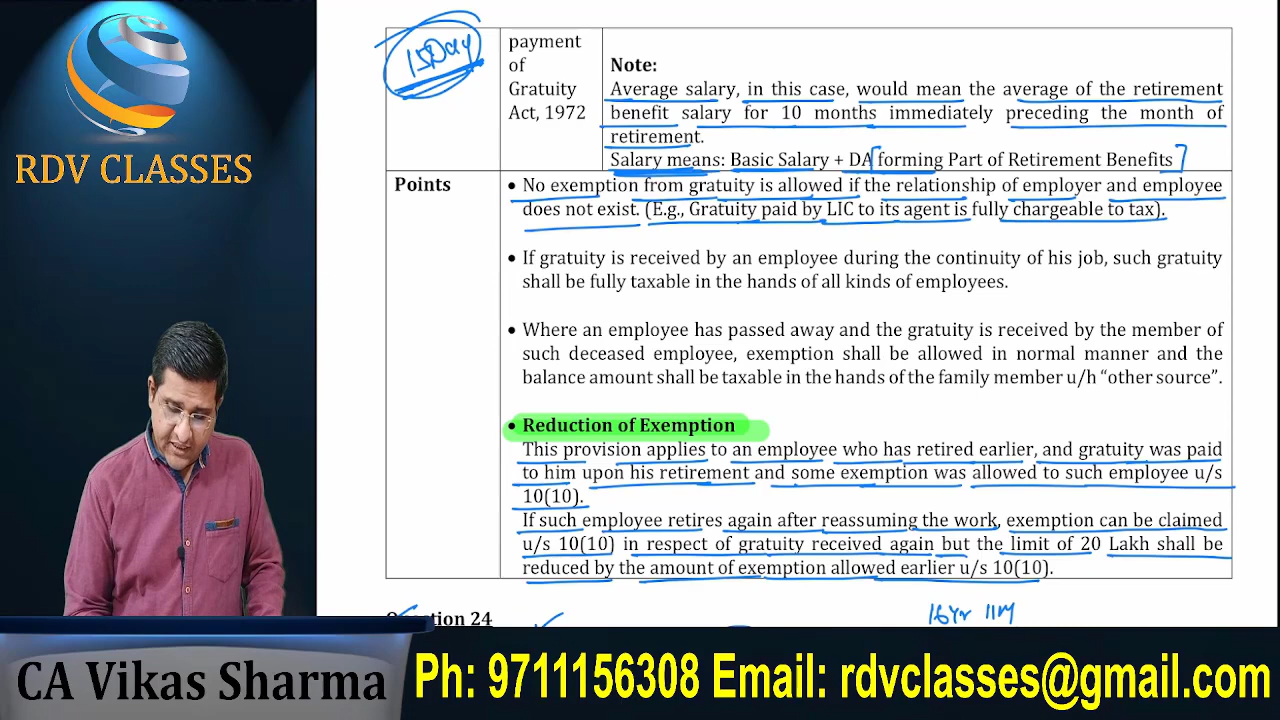 15 Day
payment
of
Gratuity
Act, 1972
Note:
Average salary, in this case, would mean the average of the retirement
benefit salary for 10 months immediately preceding the month of
retirement.
Salary means: Basic Salary + DA [forming Part of Retirement Benefits]
RDV CLASSES
Points
• No exemption from gratuity is allowed if the relationship of employer and employee
does not exist. (E.g., Gratuity paid by LIC to its agent is fully chargeable to tax).
• If gratuity is received by an employee during the continuity of his job, such gratuity
shall be fully taxable in the hands of all kinds of employees.
• Where an employee has passed away and the gratuity is received by the member of
such deceased employee, exemption shall be allowed in normal manner and the
balance amount shall be taxable in the hands of the family member u/h “other source”.
• Reduction of Exemption
This provision applies to an employee who has retired earlier, and gratuity was paid
to him upon his retirement and some exemption was allowed to such employee u/s
10(10).
If such employee retires again after reassuming the work, exemption can be claimed
u/s 10(10) in respect of gratuity received again but the limit of 20 Lakh shall be
reduced by the amount of exemption allowed earlier u/s 10(10).
Question 24
16 Yr 11M
CA Vikas Sharma
Ph: 9711156308 Email: rdvclasses@gmail.com